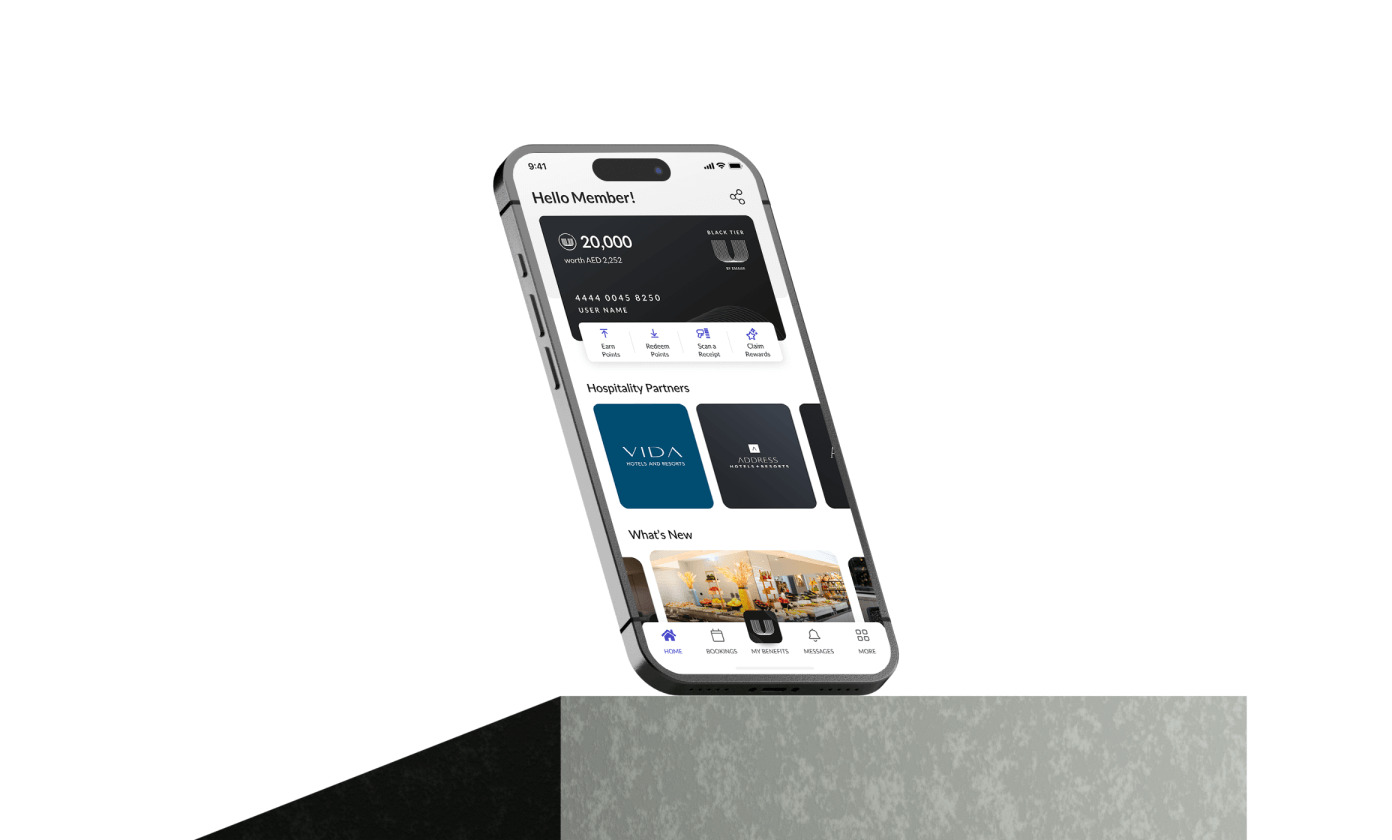 9:41
Hello Member!
20,000
BLACK TIER
worth AED 2,252
BY EMAAR
4444 0045 8250
USER NAME
Earn Points
Redeem Points
Scan a Receipt
Claim Rewards
Hospitality Partners
VIDA
HOTELS AND RESORTS
ADDRESS
HOTELS + RESORTS
What's New
HOME
BOOKINGS
MY BENEFITS
MESSAGES
MORE